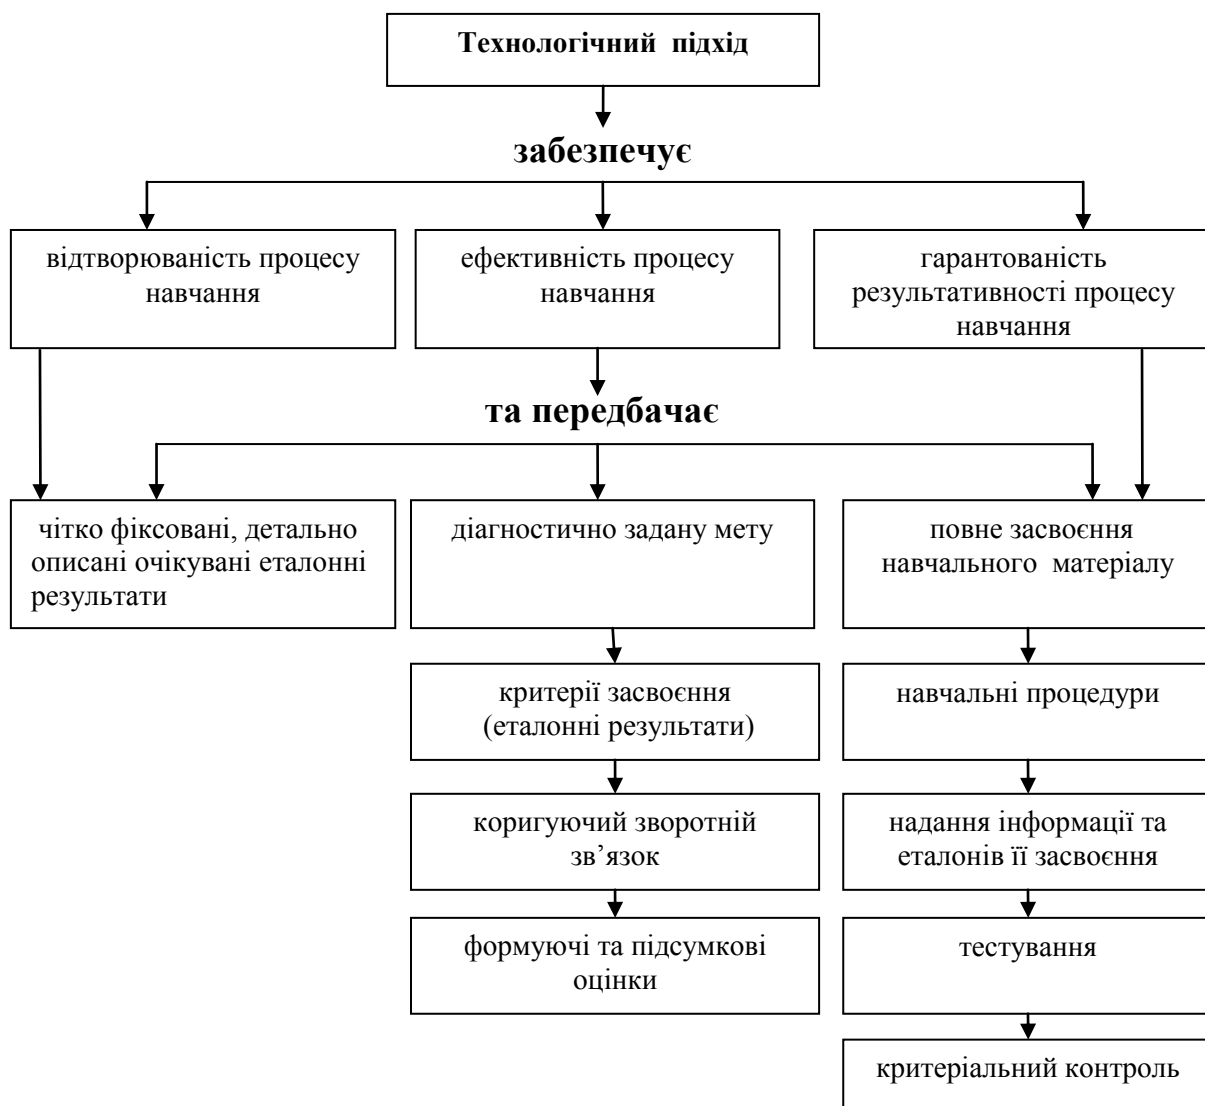 Технологічний підхід
забезпечує
відтворюваність процесу
навчання
ефективність процесу
навчання
гарантованість
результативності процесу
навчання
та передбачає
чітко фіксовані, детально
описані очікувані еталонні
результати
діагностично задану мету
повне засвоєння
навчального матеріалу
критерії засвоєння
(еталонні результати)
навчальні процедури
коригуючий зворотній
зв’язок
надання інформації та
еталонів її засвоєння
формуючі та підсумкові
оцінки
тестування
критеріальний контроль